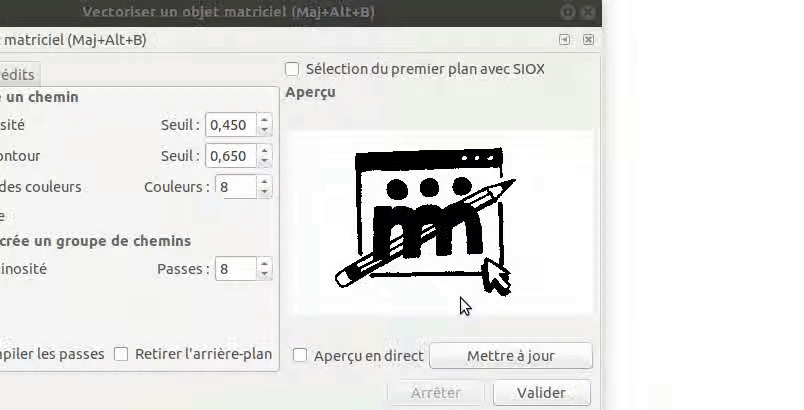 Vectoriser un objet matriciel (Maj+Alt+B)
matriciel (Maj+Alt+B)
édits
Sélection du premier plan avec SIOX
Aperçu
un chemin
sité Seuil : 0,450
ontour Seuil : 0,650
des couleurs Couleurs : 8
e
crée un groupe de chemins
inosité Passes : 8
piler les passes Retirer l'arrière-plan
Aperçu en direct Mettre à jour
Arrêter Valider